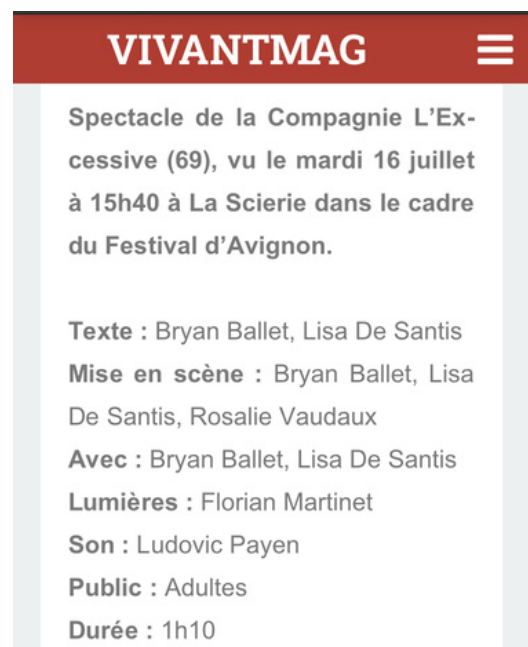 VIVANTMAG
Spectacle de la Compagnie L'Ex-
cessive (69), vu le mardi 16 juillet
à 15h40 à La Scierie dans le cadre
du Festival d'Avignon.
Texte : Bryan Ballet, Lisa De Santis
Mise en scène : Bryan Ballet, Lisa
De Santis, Rosalie Vaudaux
Avec : Bryan Ballet, Lisa De Santis
Lumières : Florian Martinet
Son : Ludovic Payen
Public : Adultes
Durée : 1h10